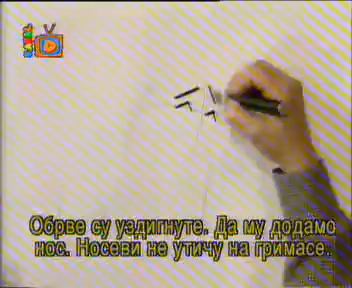 Обрве су уздигнуте. Да му додамо
нос. Носеви не утичу на гримасе.